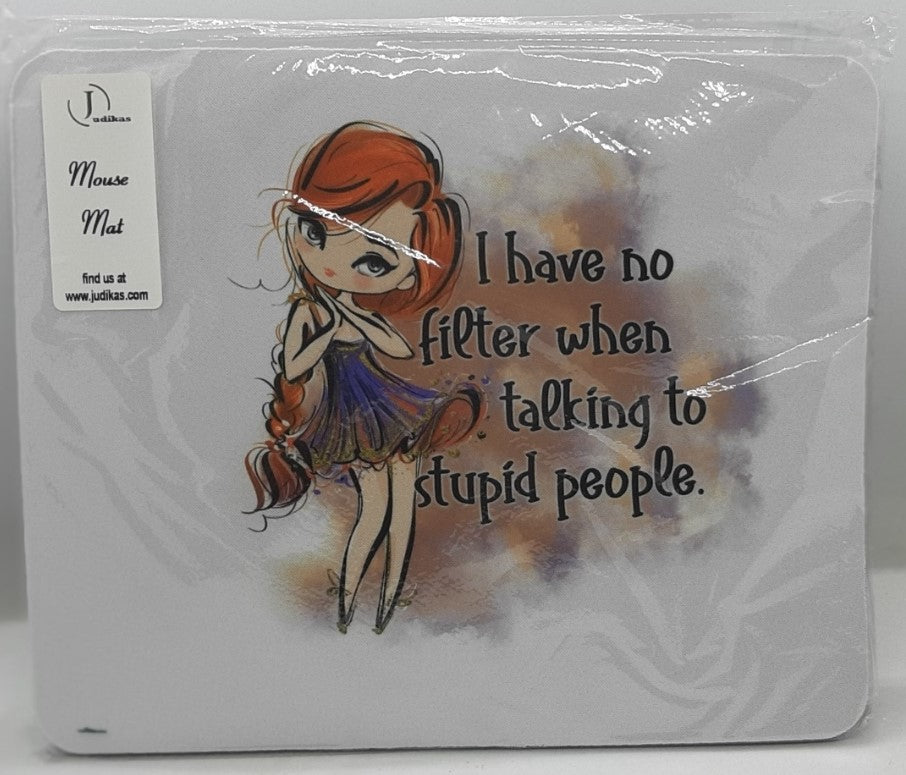 Judikas
Mouse
Mat
find us at
www.judikas.com
I have no
filter when
talking to
stupid people.